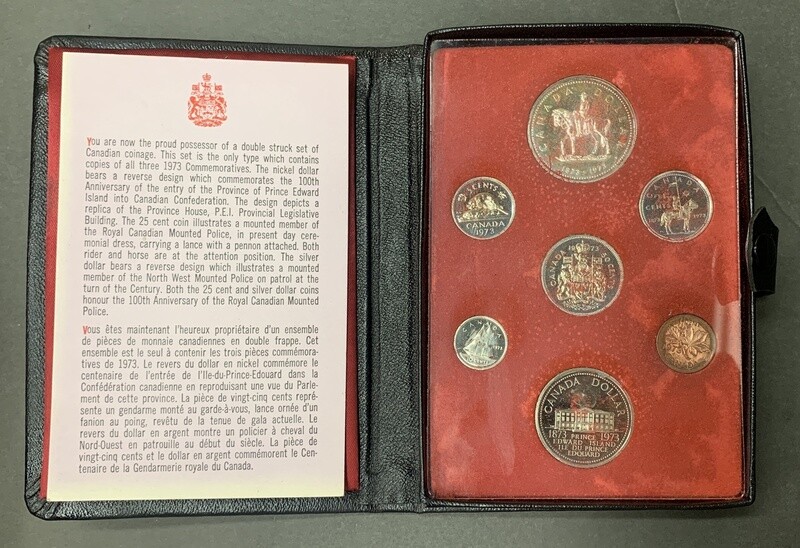 You are now the proud possessor of a double struck set of
Canadian coinage. This set is the only type which contains
copies of all three 1973 Commemoratives. The nickel dollar
bears a reverse design which commemorates the 100th
Anniversary of the entry of the Province of Prince Edward
Island into Canadian Confederation. The design depicts a
replica of the Province House, P.E.I. Provincial Legislative
Building. The 25 cent coin illustrates a mounted member of
the Royal Canadian Mounted Police, in present day cere-
monial dress, carrying a lance with a pennon attached. Both
rider and horse are at the attention position. The silver
dollar bears a reverse design which illustrates a mounted
member of the North West Mounted Police on patrol at the
turn of the Century. Both the 25 cent and silver dollar coins
honour the 100th Anniversary of the Royal Canadian Mounted
Police.
Vous êtes maintenant l'heureux propriétaire d'un ensemble
de pièces de monnaie canadiennes en double frappe. Cet
ensemble est le seul à contenir les trois pièces commémora-
tives de 1973. Le revers du dollar en nickel commémore le
centenaire de l'entrée de l'Ile-du-Prince-Edouard dans la
Confédération canadienne en reproduisant une vue du Parle-
ment de cette province. La pièce de vingt-cinq cents repré-
sente un gendarme monté au garde-à-vous, lance ornée d'un
fanion au poing, revêtu de la tenue de gala actuelle. Le
revers du dollar en argent montre un policier à cheval du
Nord-Ouest en patrouille au début du siècle. La pièce de
vingt-cinq cents et le dollar en argent commémorent le Cen-
tenaire de la Gendarmerie royale du Canada.
CANADA DOLLAR
1873 - 1973
5 CENTS
CANADA
1973
CANADA
1973
1973
CANADA 50 CENTS
CANADA
1973
CANADA DOLLAR
1873 PRINCE 1973
EDWARD ISLAND
ILE DU PRINCE
EDOUARD